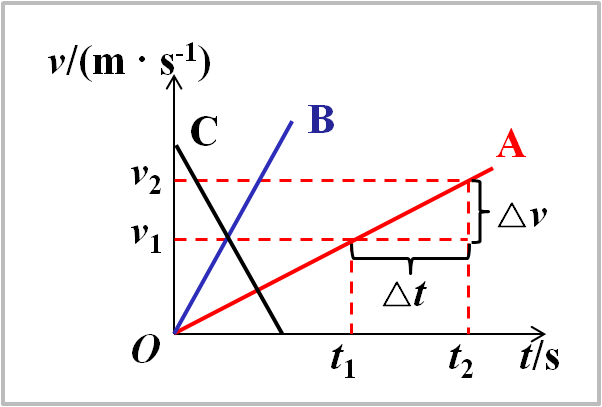 v/(m · s-1)
C
B
A
v2
v1
△v
△t
O
t1
t2
t/s